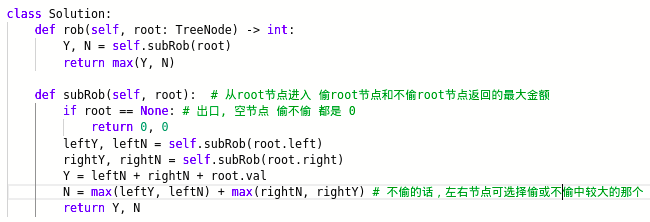 class Solution:
    def rob(self, root: TreeNode) -> int:
        Y, N = self.subRob(root)
        return max(Y, N)

    def subRob(self, root):  # 从root节点进入 偷root节点和不偷root节点返回的最大金额
        if root == None: # 出口, 空节点 偷不偷 都是 0
            return 0, 0
        leftY, leftN = self.subRob(root.left)
        rightY, rightN = self.subRob(root.right)
        Y = leftN + rightN + root.val
        N = max(leftY, leftN) + max(rightN, rightY) # 不偷的话，左右节点可选择偷或不偷中较大的那个
        return Y, N